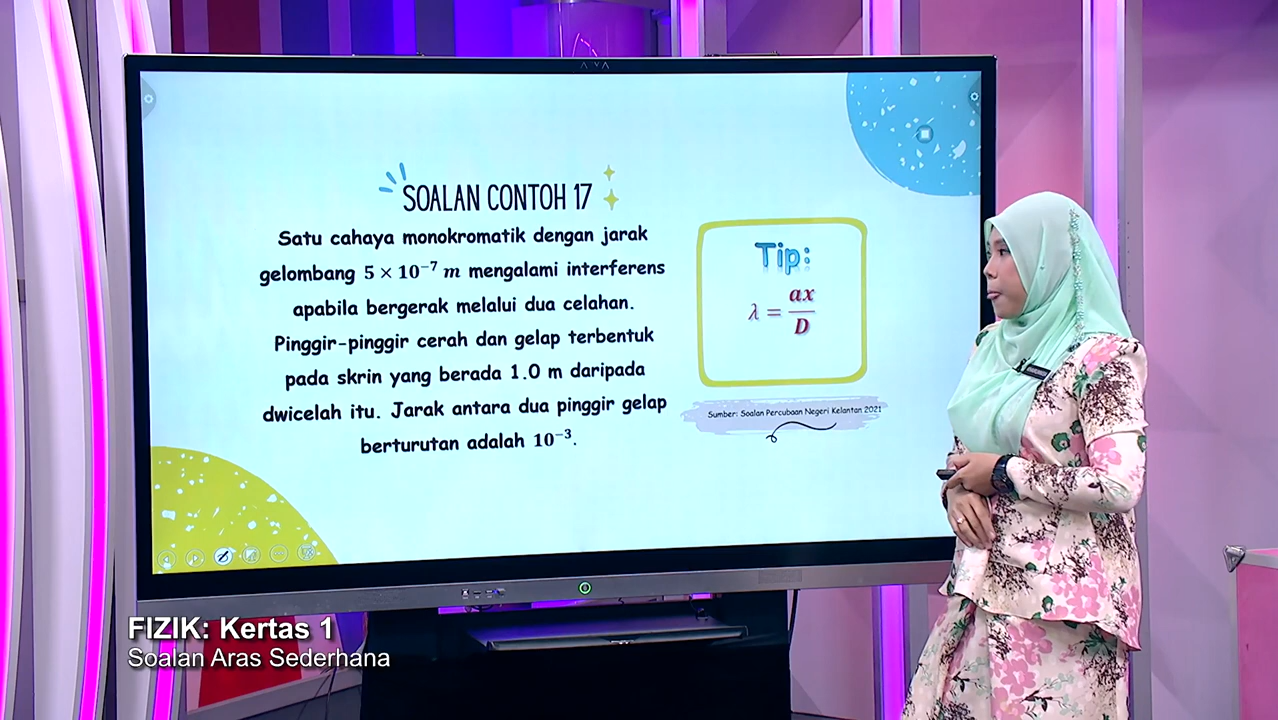 SOALAN CONTOH 17
Satu cahaya monokromatik dengan jarak
gelombang 5 × 10⁻⁷ m mengalami interferens
apabila bergerak melalui dua celahan.
Pinggir-pinggir cerah dan gelap terbentuk
pada skrin yang berada 1.0 m daripada
dwicelah itu. Jarak antara dua pinggir gelap
berturutan adalah 10⁻³.
Tip:
λ = ax/D
Sumber: Soalan Percubaan Negeri Kelantan 2021
FIZIK: Kertas 1
Soalan Aras Sederhana